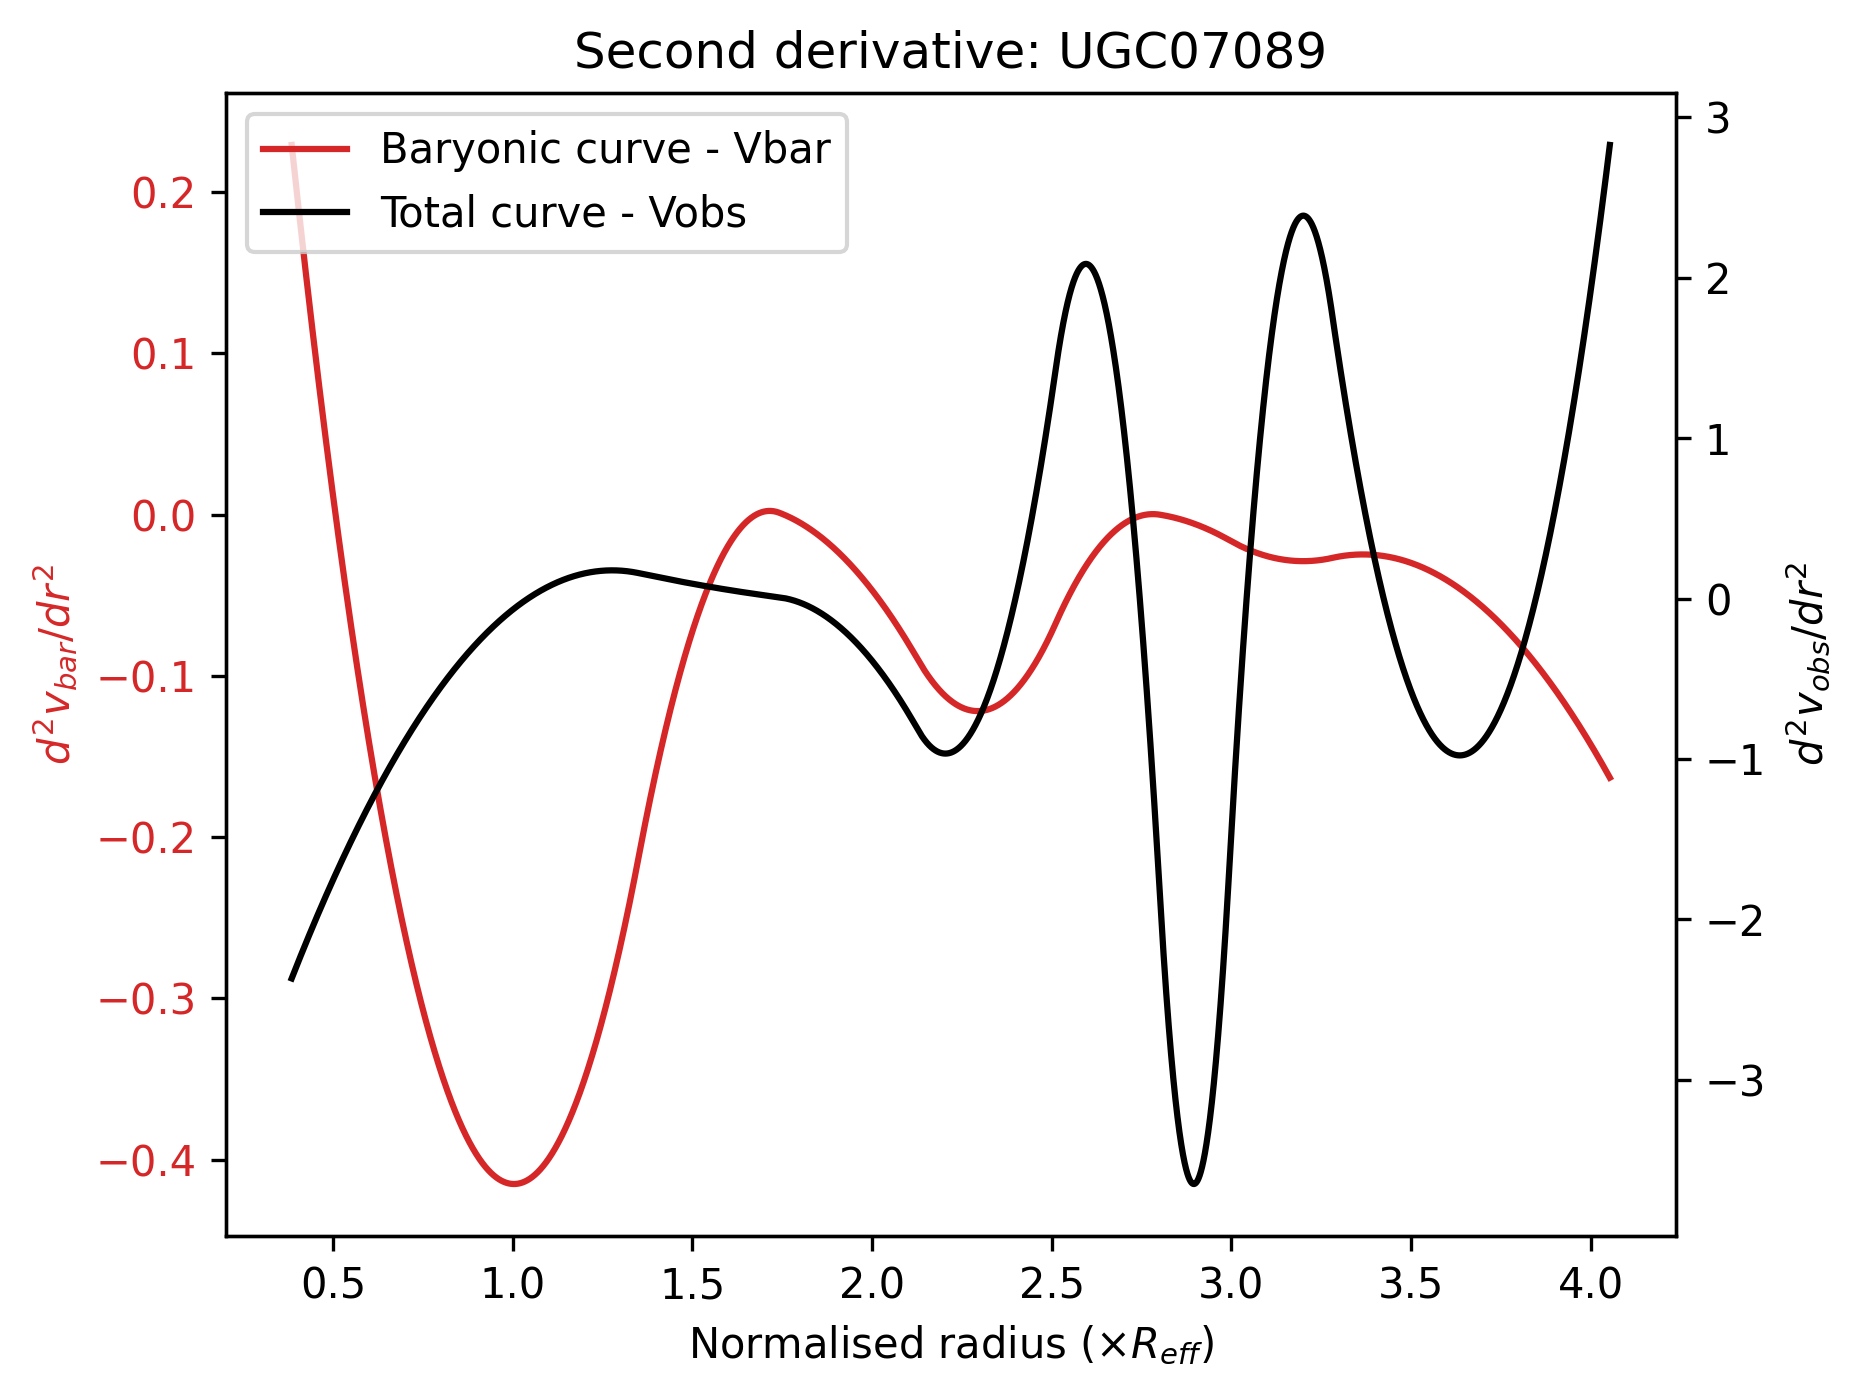 Second derivative: UGC07089
Baryonic curve - Vbar
Total curve - Vobs
0.2
0.1
0.0
−0.1
−0.2
−0.3
−0.4
d²v_bar/dr²
3
2
1
0
−1
−2
−3
d²v_obs/dr²
0.5 1.0 1.5 2.0 2.5 3.0 3.5 4.0
Normalised radius (×R_eff)